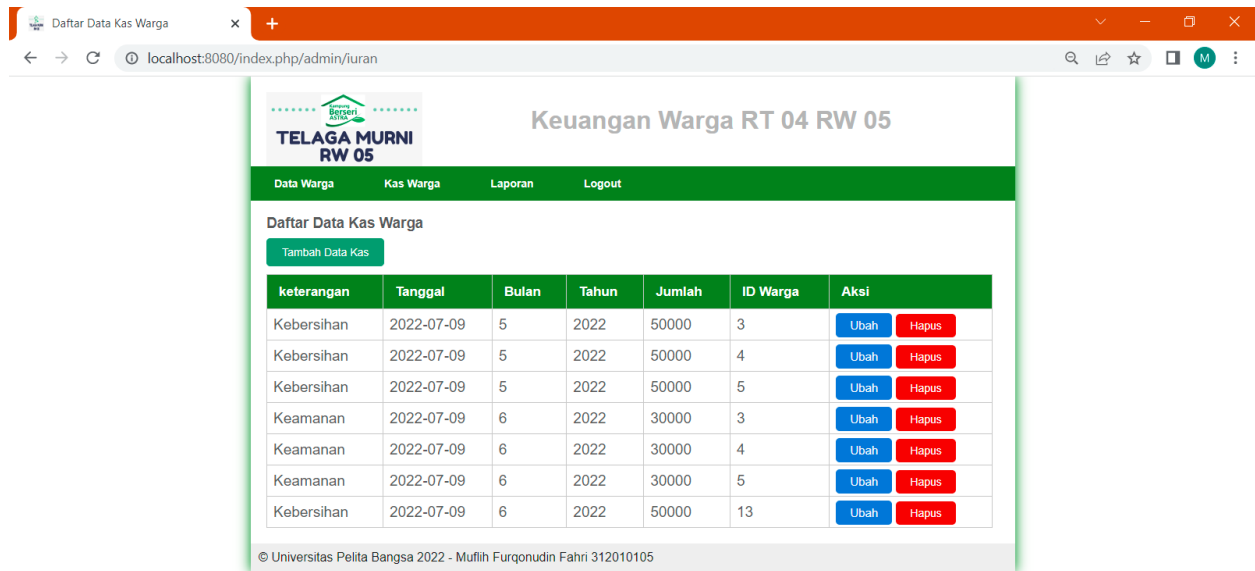 Daftar Data Kas Warga
localhost:8080/index.php/admin/iuran
M
Kampung
Berseri
ASTRA
TELAGA MURNI
RW 05
Keuangan Warga RT 04 RW 05
Data Warga Kas Warga Laporan Logout
Daftar Data Kas Warga
Tambah Data Kas
keterangan Tanggal Bulan Tahun Jumlah ID Warga Aksi
Kebersihan 2022-07-09 5 2022 50000 3 Ubah Hapus
Kebersihan 2022-07-09 5 2022 50000 4 Ubah Hapus
Kebersihan 2022-07-09 5 2022 50000 5 Ubah Hapus
Keamanan 2022-07-09 6 2022 30000 3 Ubah Hapus
Keamanan 2022-07-09 6 2022 30000 4 Ubah Hapus
Keamanan 2022-07-09 6 2022 30000 5 Ubah Hapus
Kebersihan 2022-07-09 6 2022 50000 13 Ubah Hapus
© Universitas Pelita Bangsa 2022 - Muflih Furqonudin Fahri 312010105